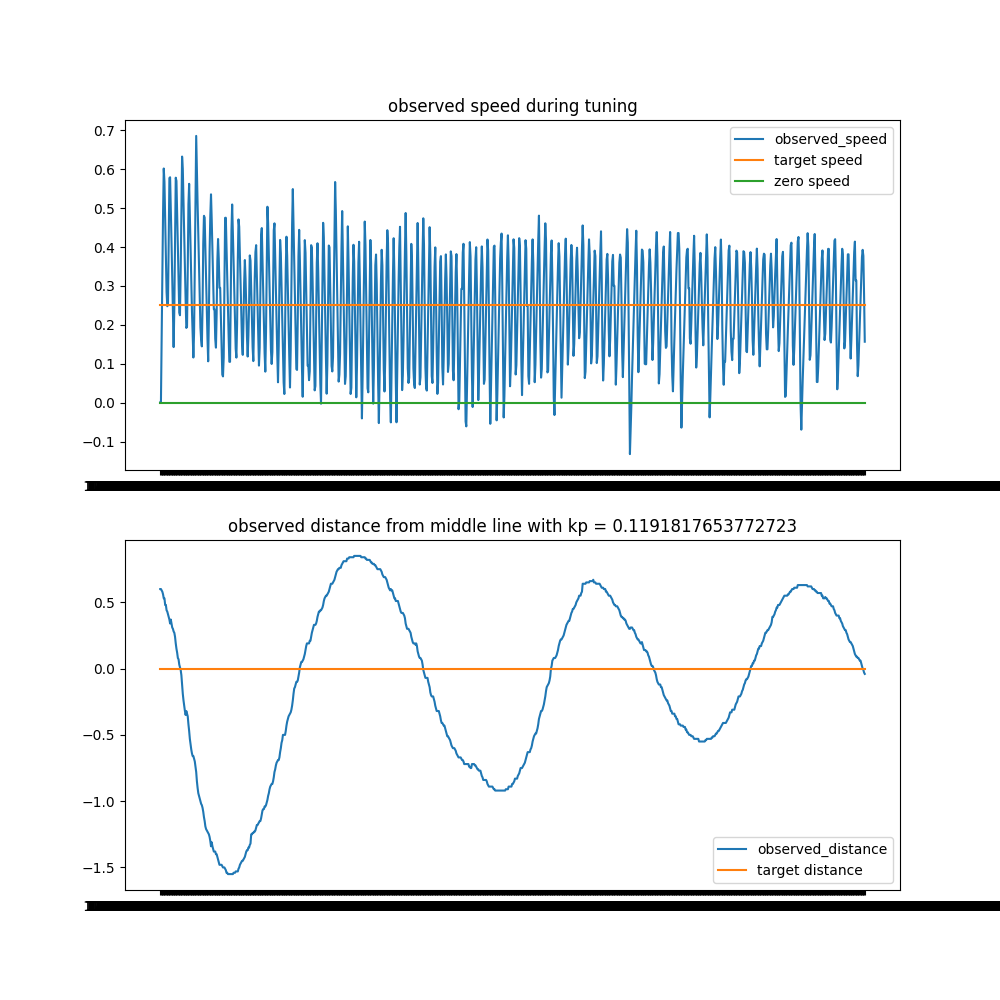 observed speed during tuning
0.7
0.6
0.5
0.4
0.3
0.2
0.1
0.0
−0.1
observed_speed
target speed
zero speed
observed distance from middle line with kp = 0.1191817653772723
0.5
0.0
−0.5
−1.0
−1.5
observed_distance
target distance